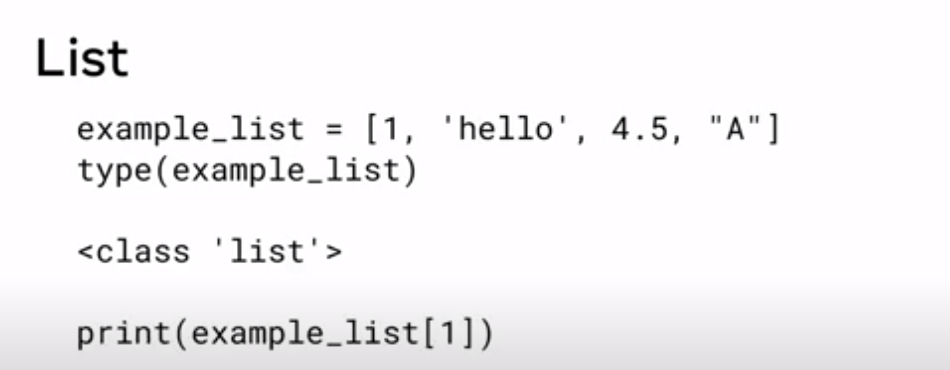 List
example_list = [1, 'hello', 4.5, "A"]
type(example_list)
<class 'list'>
print(example_list[1])